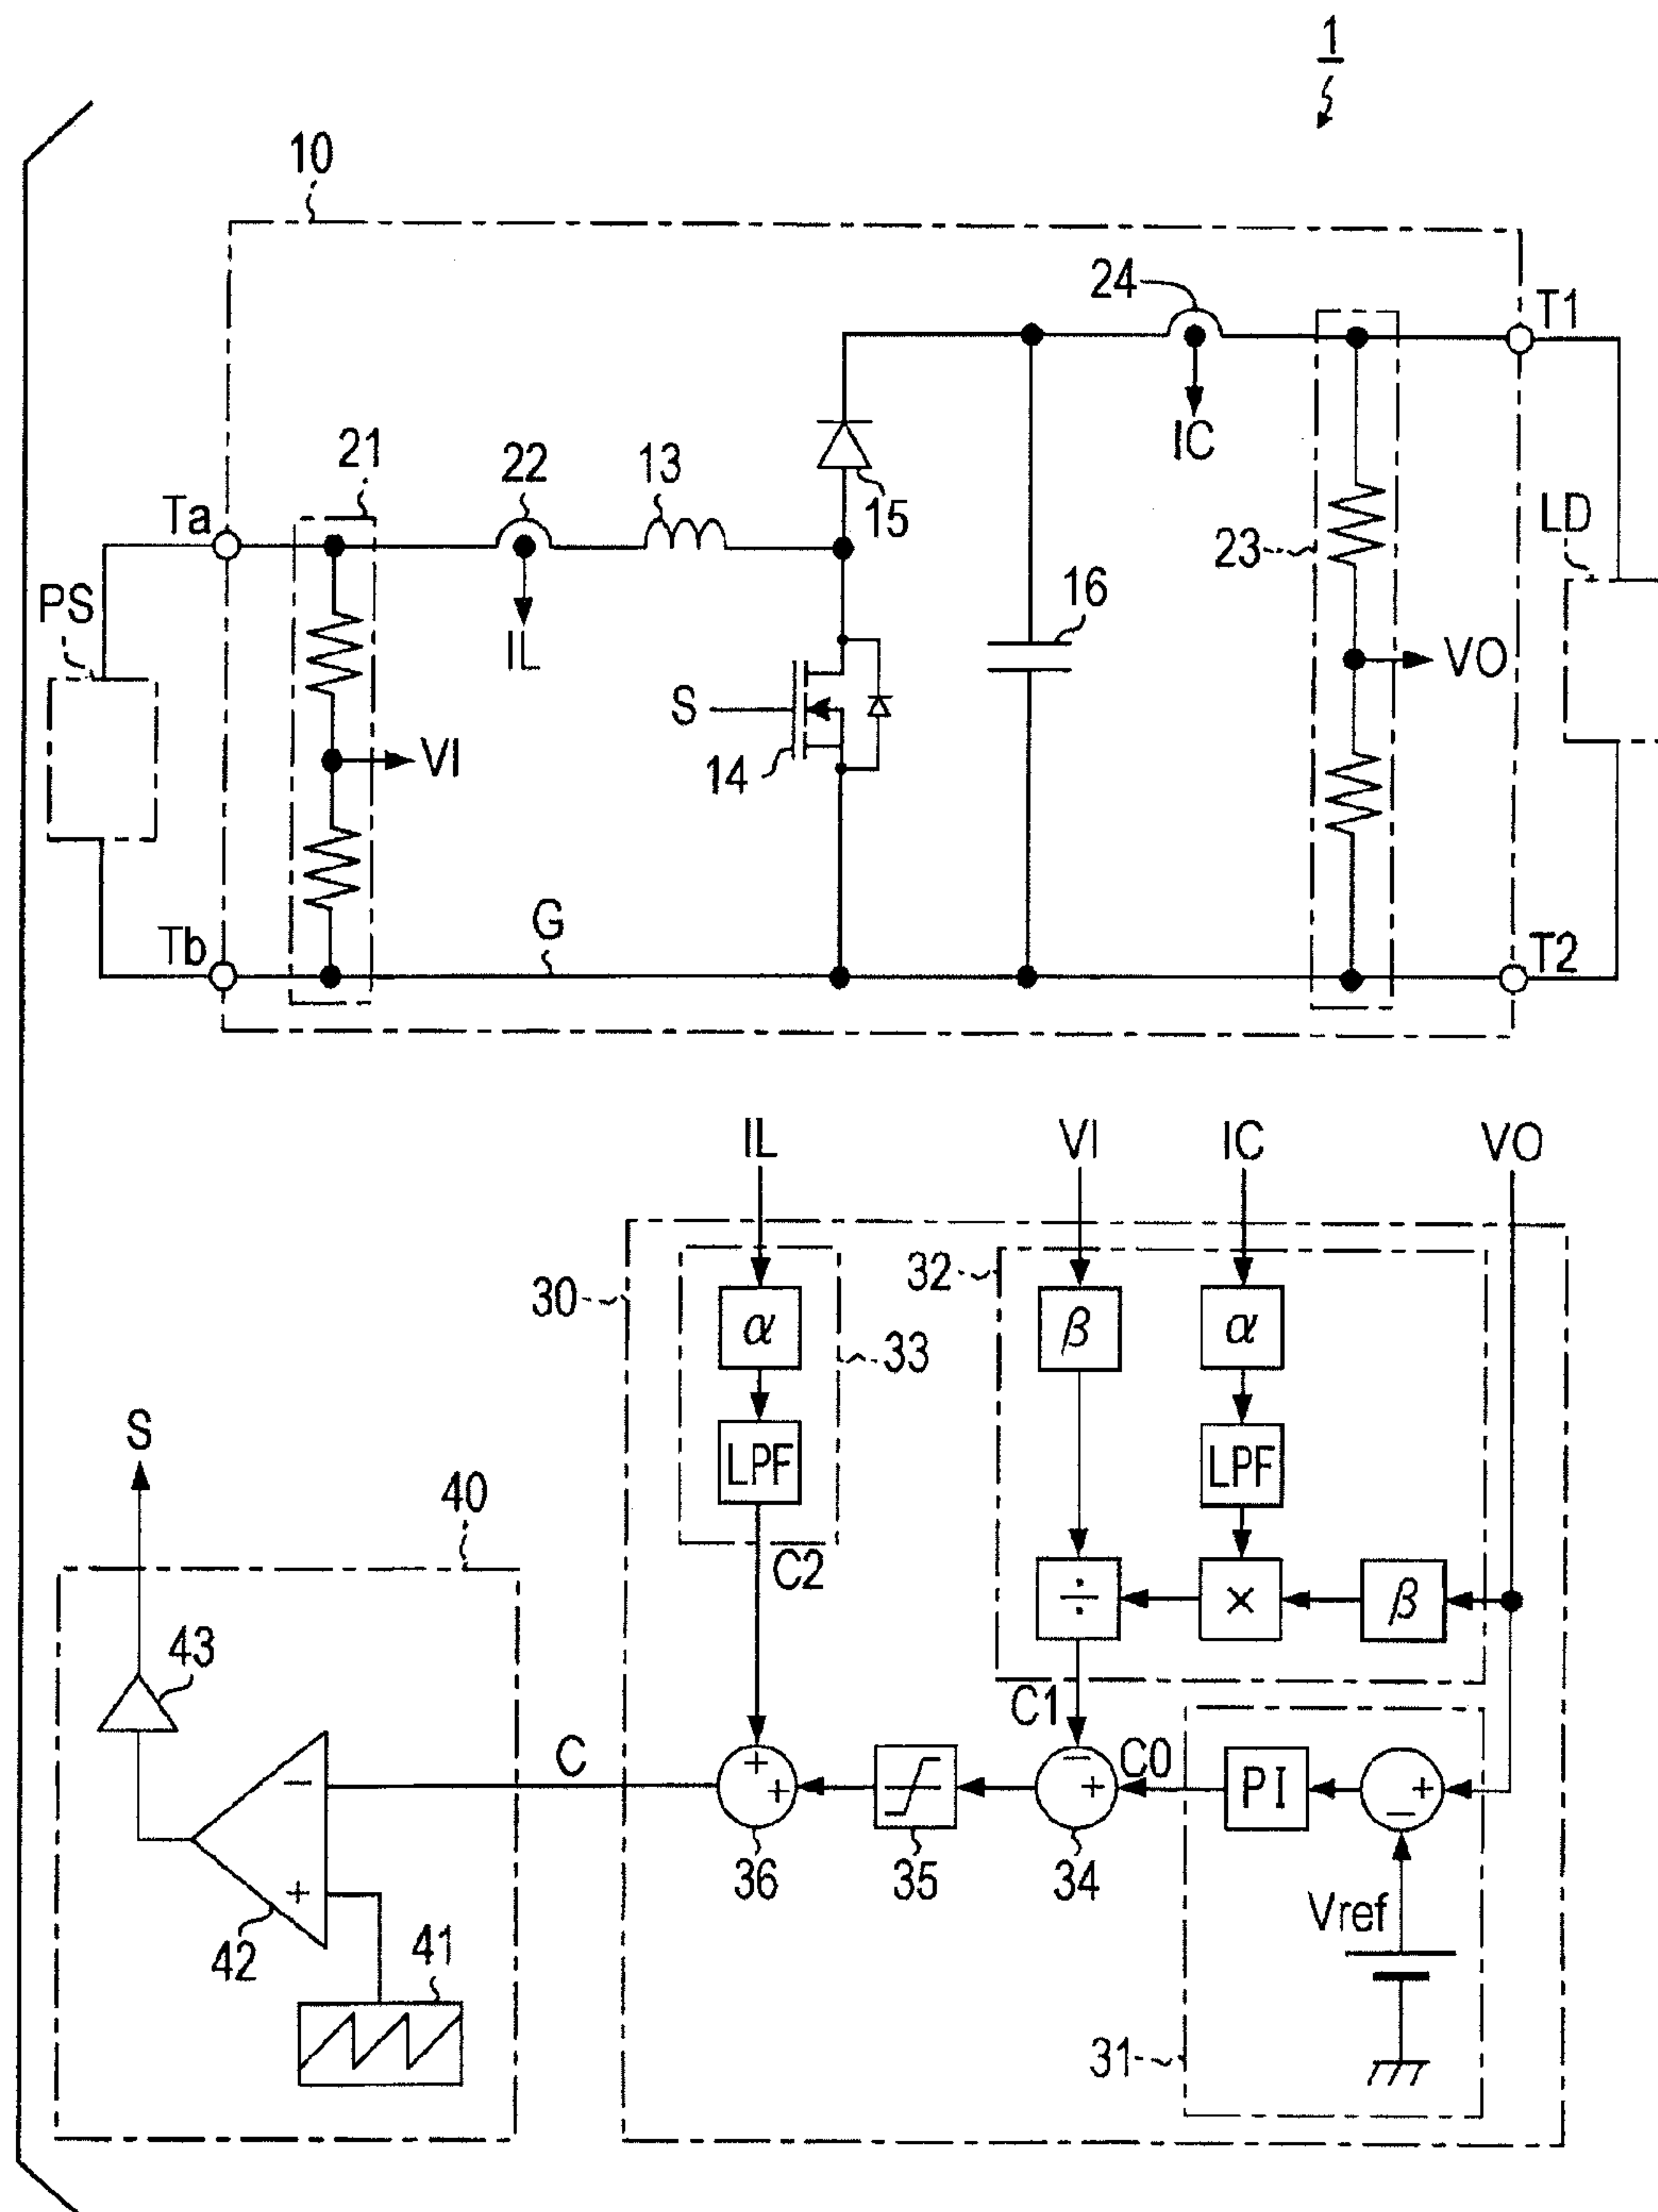 1
10
24
T1
IC
21
22
13
15
Ta
23
LD
PS
16
IL
VO
S
VI
14
G
Tb
T2
IL
VI
IC
VO
32
30
α
β
α
33
S
LPF
LPF
40
C2
÷
×
β
43
C1
C
C0
−
+
+
−
+
PI
+
−
36
35
34
+
Vref
42
41
31